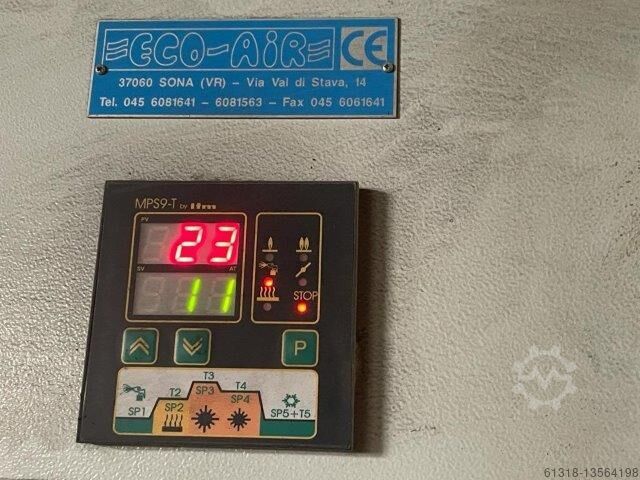 ECO-AiR CE
37060 SONA (VR) – Via Val di Stava, 14
Tel. 045 6081641 – 6081563 – Fax 045 6061641
MPS9-T by
PV
23
SV AT
11
STOP
P
T3
T2 SP3 T4
SP1 SP2 SP4 SP5+T5
61318-13564198